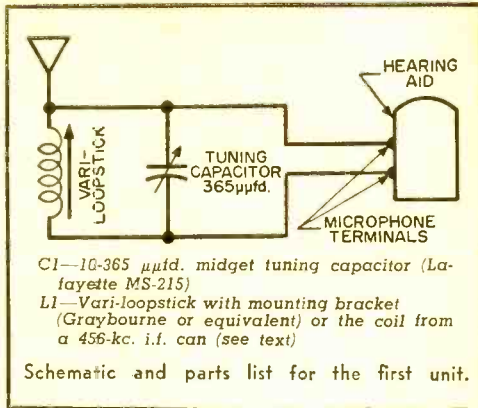 HEARING
AID
VARI-
LOOPSTICK
TUNING
CAPACITOR
365µµfd.
MICROPHONE
TERMINALS
C1—10-365 µµfd. midget tuning capacitor (La-
fayette MS-215)
L1—Vari-loopstick with mounting bracket
(Graybourne or equivalent) or the coil from
a 456-kc. i.f. can (see text)
Schematic and parts list for the first unit.